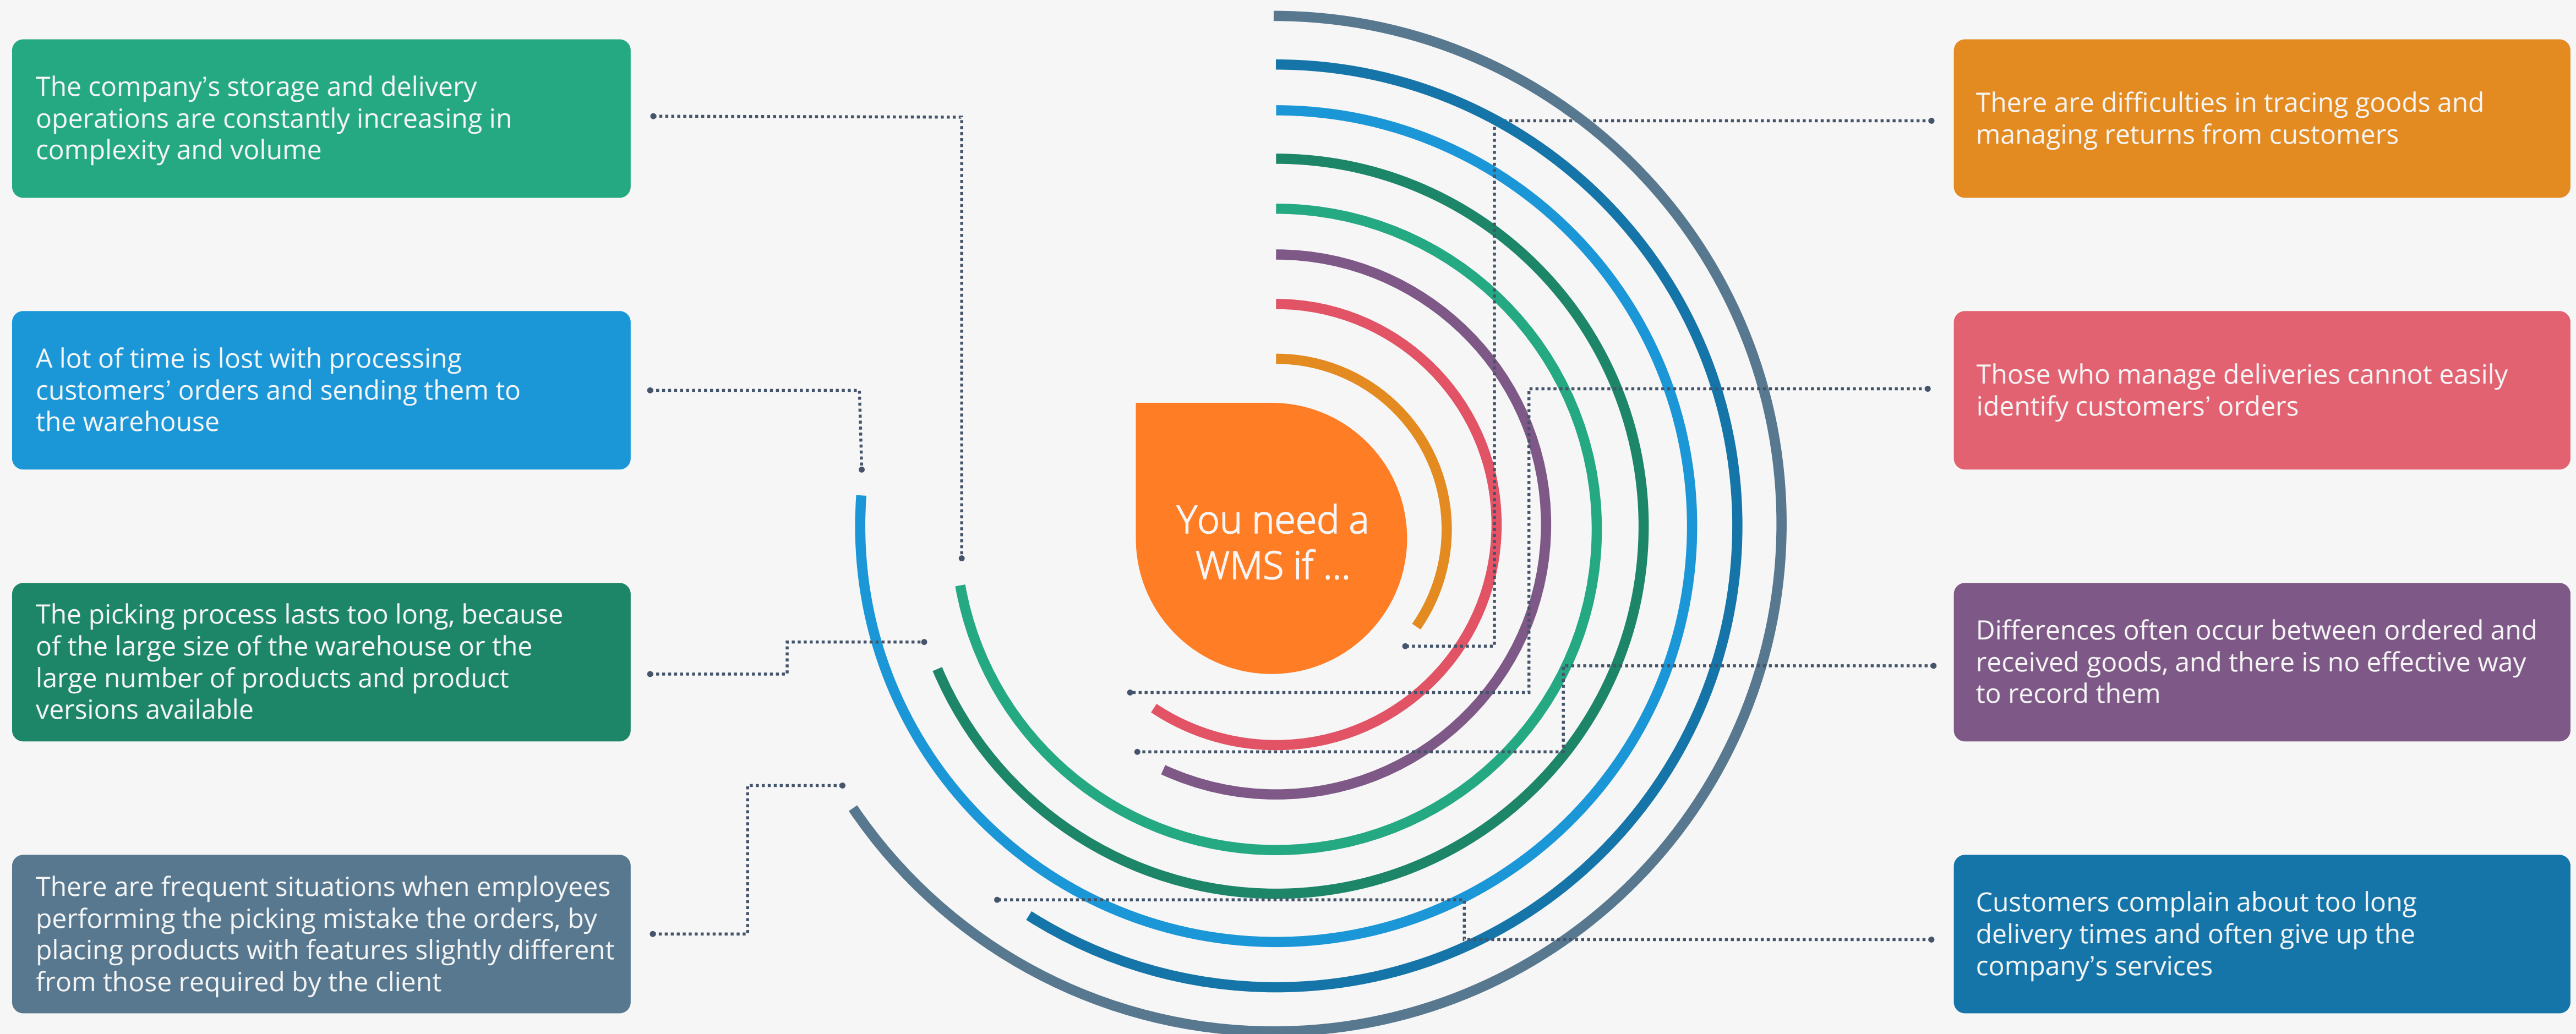 The company’s storage and delivery
operations are constantly increasing in
complexity and volume
A lot of time is lost with processing
customers’ orders and sending them to
the warehouse
The picking process lasts too long, because
of the large size of the warehouse or the
large number of products and product
versions available
There are frequent situations when employees
performing the picking mistake the orders, by
placing products with features slightly different
from those required by the client
You need a
WMS if ...
There are difficulties in tracing goods and
managing returns from customers
Those who manage deliveries cannot easily
identify customers’ orders
Differences often occur between ordered and
received goods, and there is no effective way
to record them
Customers complain about too long
delivery times and often give up the
company’s services